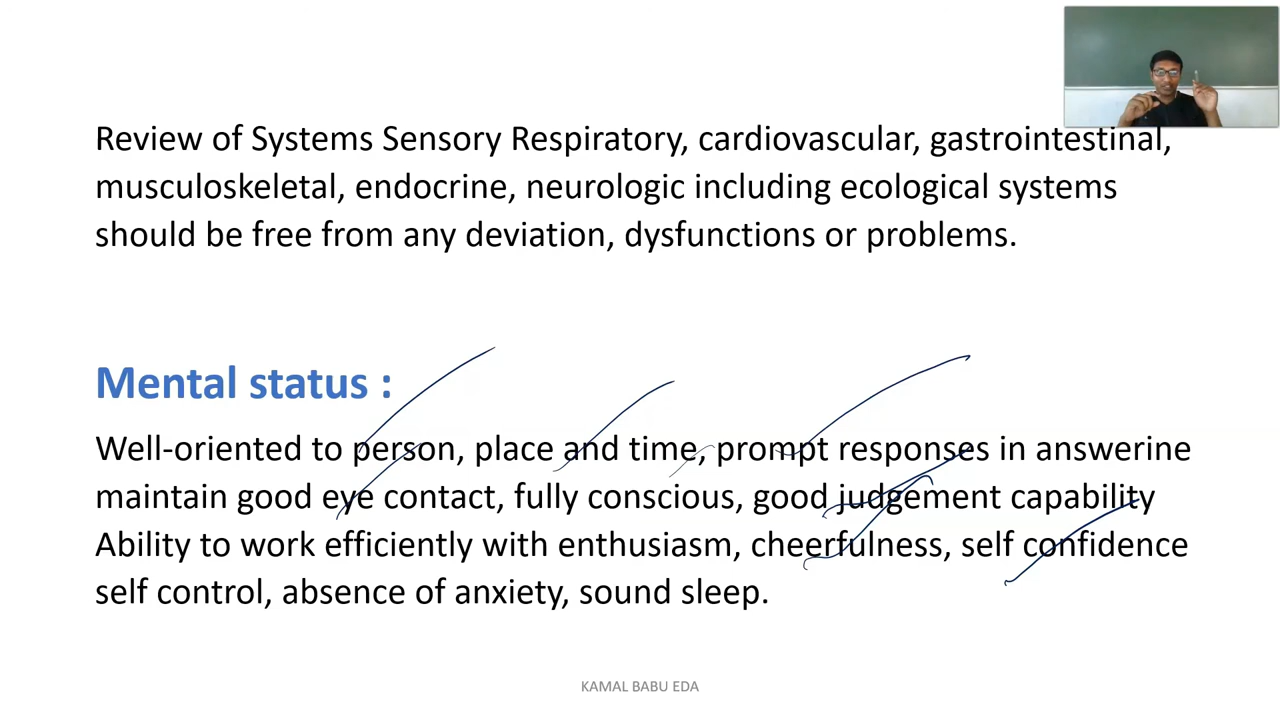 Review of Systems Sensory Respiratory, cardiovascular, gastrointestinal,
musculoskeletal, endocrine, neurologic including ecological systems
should be free from any deviation, dysfunctions or problems.
Mental status :
Well-oriented to person, place and time, prompt responses in answerine
maintain good eye contact, fully conscious, good judgement capability
Ability to work efficiently with enthusiasm, cheerfulness, self confidence
self control, absence of anxiety, sound sleep.
KAMAL BABU EDA